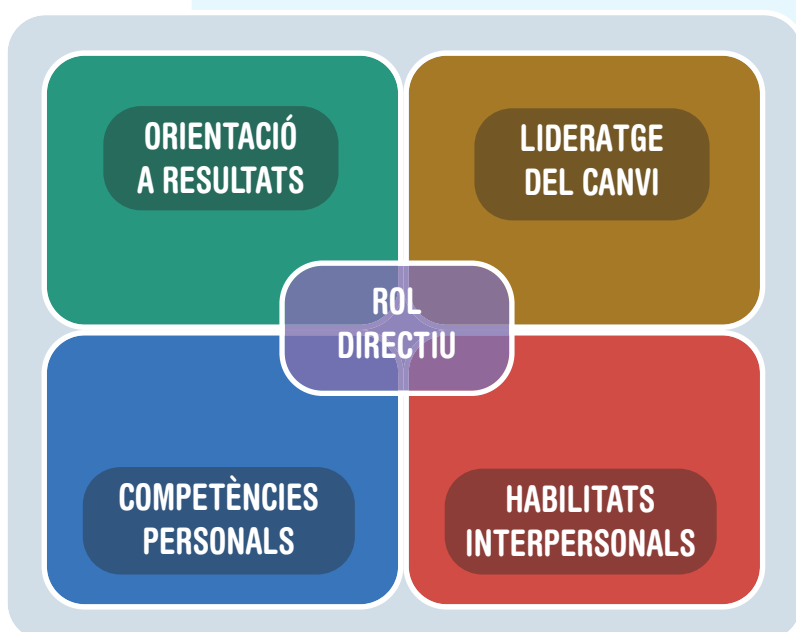 ORIENTACIÓ
A RESULTATS
LIDERATGE
DEL CANVI
ROL
DIRECTIU
COMPETÈNCIES
PERSONALS
HABILITATS
INTERPERSONALS